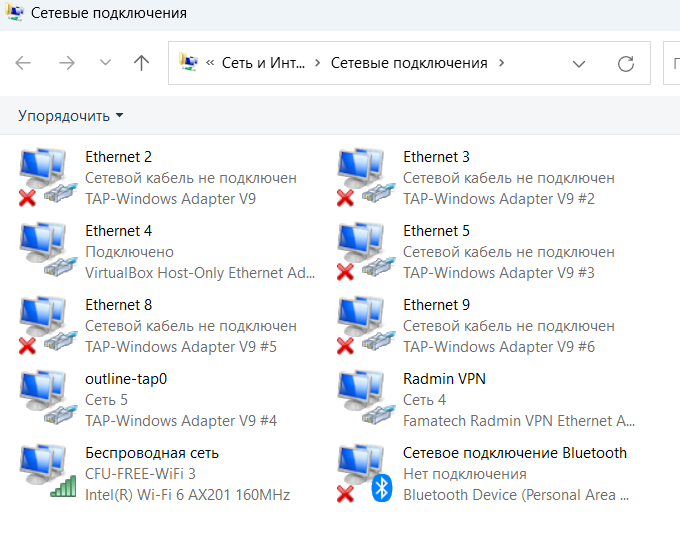 Сетевые подключения
« Сеть и Инт... > Сетевые подключения >
П
Упорядочить
Ethernet 2
Сетевой кабель не подключен
TAP-Windows Adapter V9
Ethernet 3
Сетевой кабель не подключен
TAP-Windows Adapter V9 #2
Ethernet 4
Подключено
VirtualBox Host-Only Ethernet Ad...
Ethernet 5
Сетевой кабель не подключен
TAP-Windows Adapter V9 #3
Ethernet 8
Сетевой кабель не подключен
TAP-Windows Adapter V9 #5
Ethernet 9
Сетевой кабель не подключен
TAP-Windows Adapter V9 #6
outline-tap0
Сеть 5
TAP-Windows Adapter V9 #4
Radmin VPN
Сеть 4
Famatech Radmin VPN Ethernet A...
Беспроводная сеть
CFU-FREE-WiFi 3
Intel(R) Wi-Fi 6 AX201 160MHz
Сетевое подключение Bluetooth
Нет подключения
Bluetooth Device (Personal Area ...